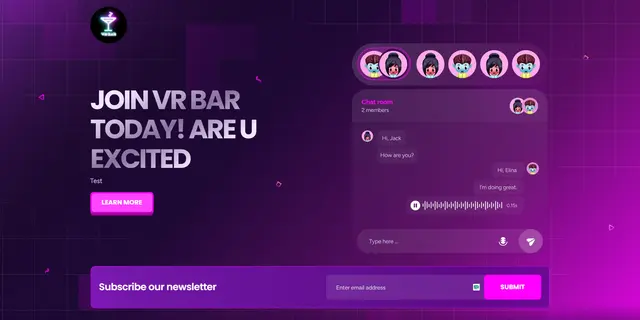 JOIN VR BAR
TODAY! ARE U
EXCITED
Test
LEARN MORE
Chat room
2 members
Hi, Jack
How are you?
Hi, Elina
I'm doing great.
0.15s
Type here ...
Subscribe our newsletter
Enter email address
SUBMIT